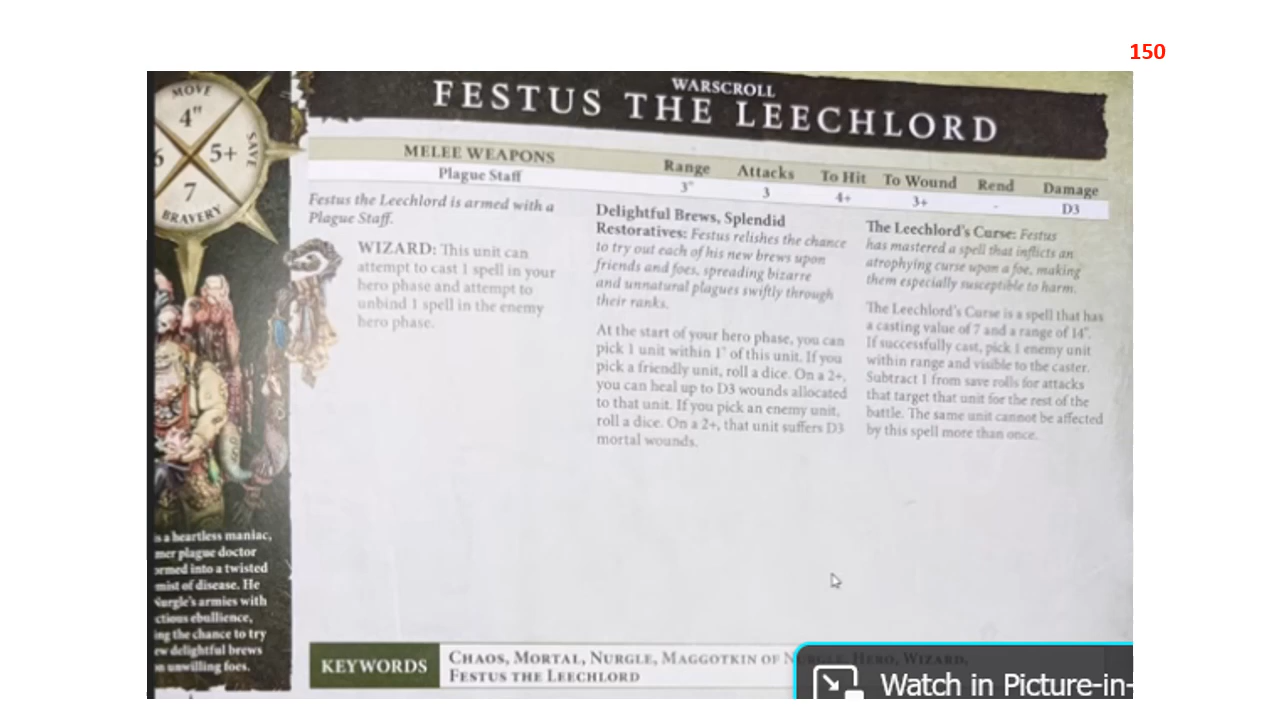 150
WARSCROLL
FESTUS THE LEECHLORD
MOVE
4"
6
5+
SAVE
7
BRAVERY
MELEE WEAPONS Range Attacks To Hit To Wound Rend Damage
Plague Staff 3" 3 4+ 3+ - D3
Festus the Leechlord is armed with a
Plague Staff.
WIZARD: This unit can
attempt to cast 1 spell in your
hero phase and attempt to
unbind 1 spell in the enemy
hero phase.
Delightful Brews, Splendid
Restoratives: Festus relishes the chance
to try out each of his new brews upon
friends and foes, spreading bizarre
and unnatural plagues swiftly through
their ranks.
At the start of your hero phase, you can
pick 1 unit within 1" of this unit. If you
pick a friendly unit, roll a dice. On a 2+,
you can heal up to D3 wounds allocated
to that unit. If you pick an enemy unit,
roll a dice. On a 2+, that unit suffers D3
mortal wounds.
The Leechlord's Curse: Festus
has mastered a spell that inflicts an
atrophying curse upon a foe, making
them especially susceptible to harm.
The Leechlord's Curse is a spell that has
a casting value of 7 and a range of 14".
If successfully cast, pick 1 enemy unit
within range and visible to the caster.
Subtract 1 from save rolls for attacks
that target that unit for the rest of the
battle. The same unit cannot be affected
by this spell more than once.
is a heartless maniac,
mer plague doctor
ormed into a twisted
mist of disease. He
Nurgle's armies with
ctious ebullience,
ing the chance to try
ew delightful brews
on unwilling foes.
KEYWORDS
CHAOS, MORTAL, NURGLE, MAGGOTKIN OF NURGLE, HERO, WIZARD,
FESTUS THE LEECHLORD
Watch in Picture-in-